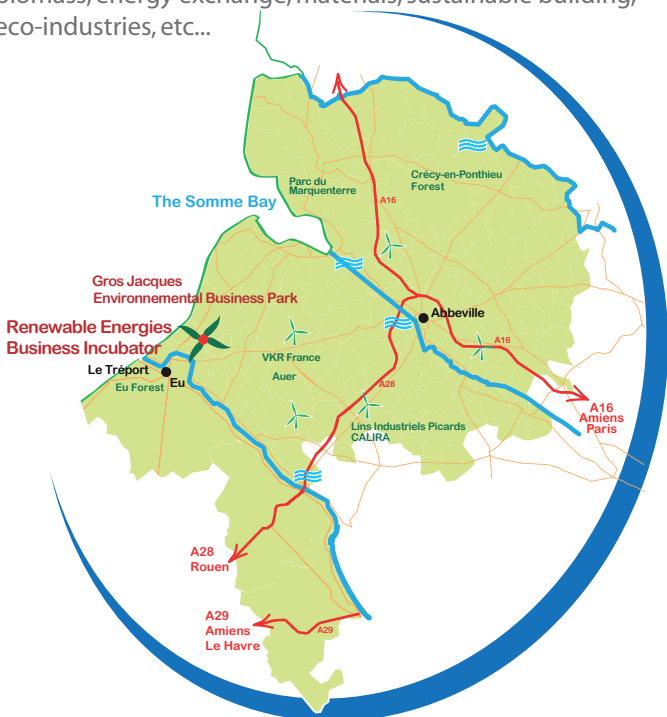 biomass, energy exchange, materials, sustainable building,
eco-industries, etc...
Parc du
Marquenterre
Crécy-en-Ponthieu
Forest
A16
The Somme Bay
Gros Jacques
Environmental Business Park
Renewable Energies
Business Incubator
Abbeville
A16
VKR France
Le Tréport
Eu
Eu Forest
Auer
A28
A16
Amiens
Paris
Lins Industriels Picards
CALIRA
A28
Rouen
A29
Amiens
Le Havre
A29